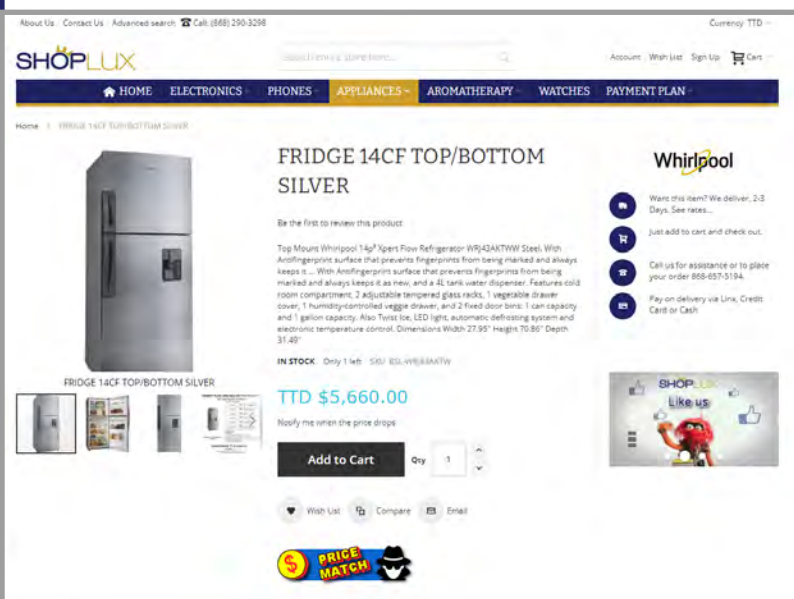 About Us Contact Us Advanced search ☎ Call: (868) 290-3298
Currency TTD
SHOPLUX
Search entire store here...
Account Wish List Sign Up Cart
HOME ELECTRONICS PHONES APPLIANCES AROMATHERAPY WATCHES PAYMENT PLAN
Home / FRIDGE 14CF TOP/BOTTOM SILVER
FRIDGE 14CF TOP/BOTTOM
SILVER
Be the first to review this product
Top Mount Whirlpool 14p³ Xpert Flow Refrigerator WRJ43AKTWW Steel. With
Antifingerprint surface that prevents fingerprints from being marked and always
keeps it ... With Antifingerprint surface that prevents fingerprints from being
marked and always keeps it as new, and a 4L tank water dispenser. Features cold
room compartment, 2 adjustable tempered glass racks, 1 vegetable drawer
cover, 1 humidity-controlled veggie drawer, and 2 fixed door bins: 1 can capacity
and 1 gallon capacity. Also Twist Ice, LED light, automatic defrosting system and
electronic temperature control. Dimensions Width 27.95" Height 70.86" Depth
31.49"
IN STOCK Only 1 left
TTD $5,660.00
Notify me when the price drops
Add to Cart Qty 1
Wish List Compare Email
PRICE
MATCH
FRIDGE 14CF TOP/BOTTOM SILVER
Whirlpool
Want this item? We deliver, 2-3
Days. See rates...
Just add to cart and check out.
Call us for assistance or to place
your order 868-657-5194.
Pay on delivery via Linx, Credit
Card or Cash
SHOPLUX
Like us